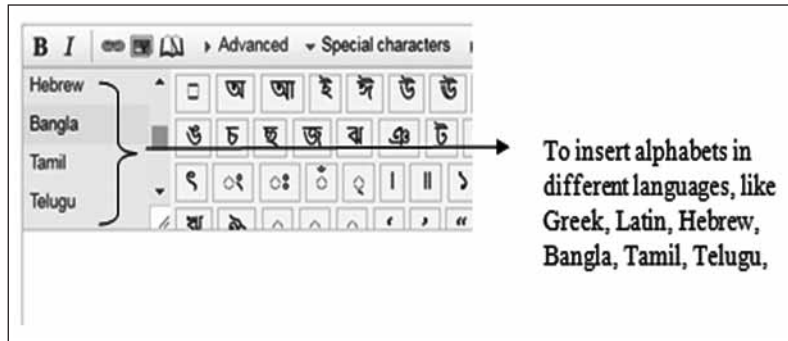 B I Advanced Special characters
Hebrew
Bangla
Tamil
Telugu
অ আ ই ঈ উ ঊ
ঙ চ ছ জ ঝ ঞ ট
ৎ ং ঃ ঁ ় । ॥
To insert alphabets in
different languages, like
Greek, Latin, Hebrew,
Bangla, Tamil, Telugu,